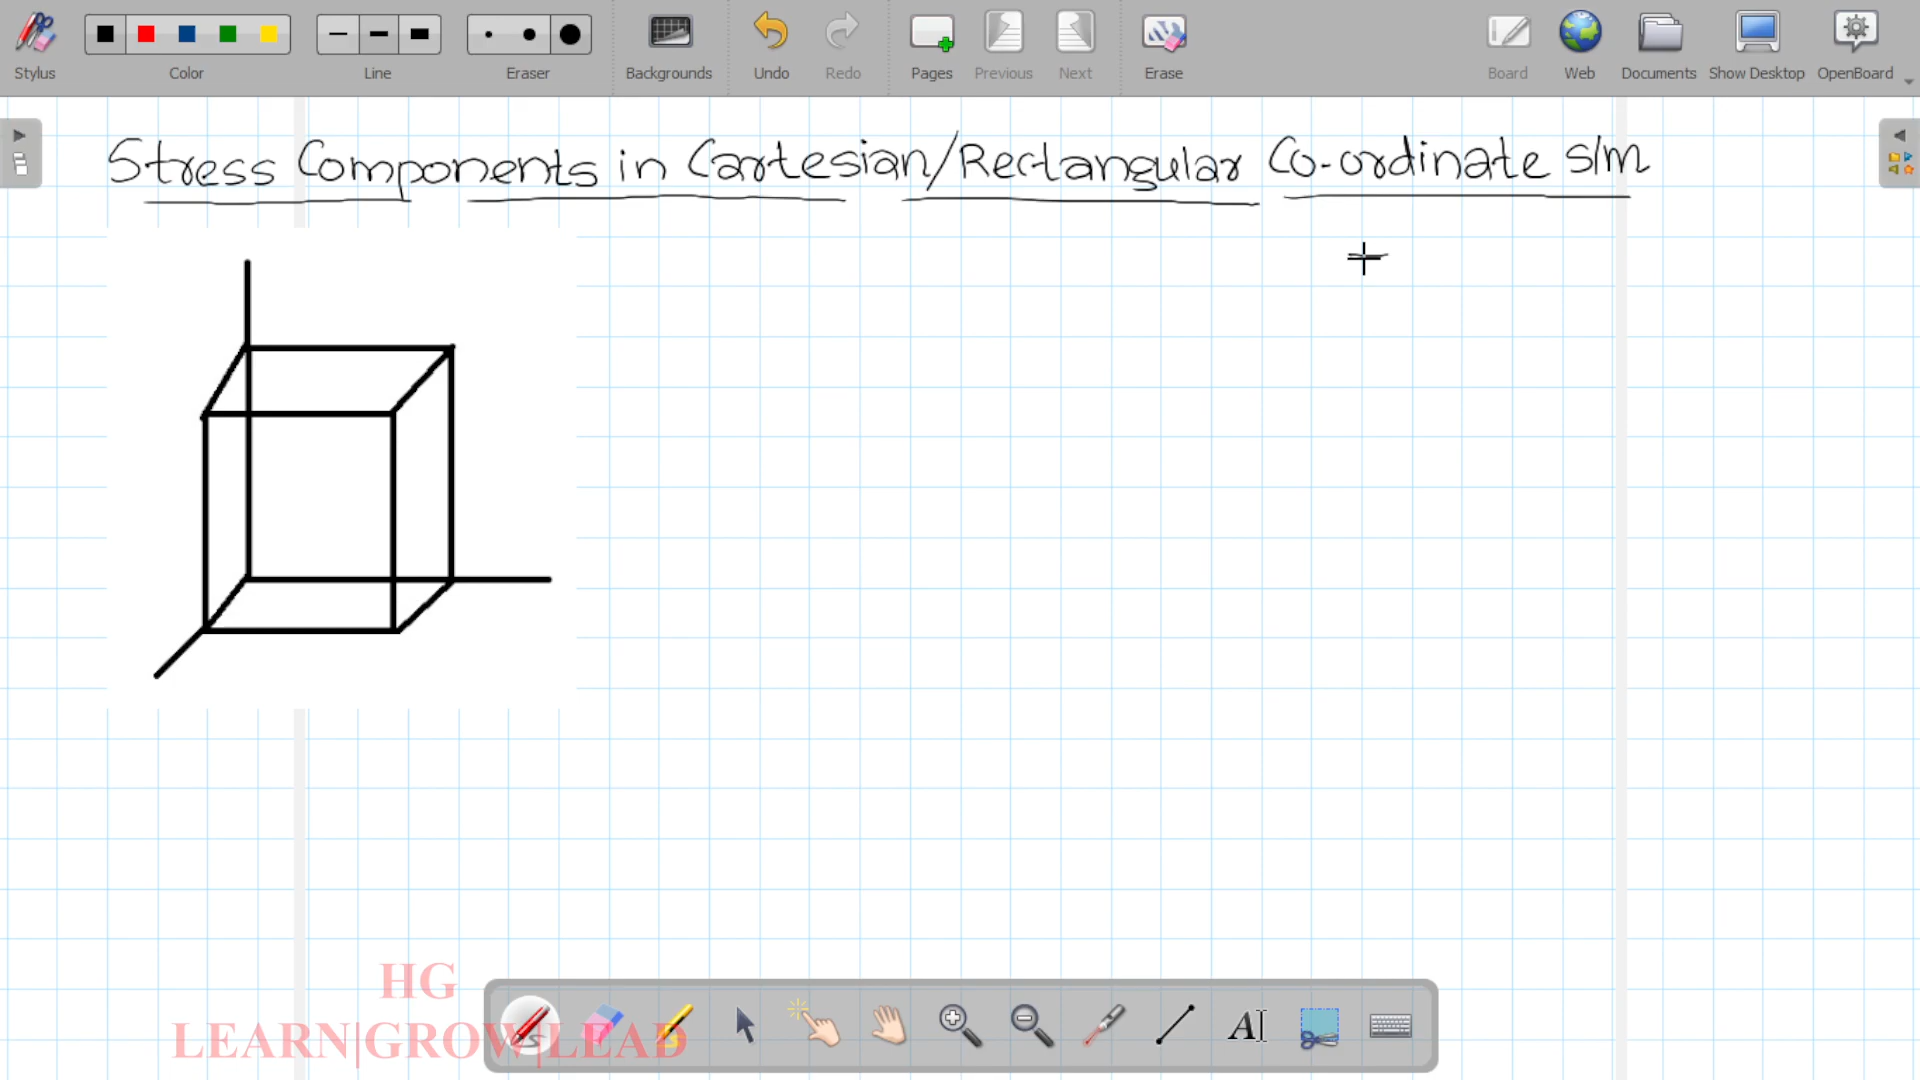 Stylus Color Line Eraser Backgrounds Undo Redo Pages Previous Next Erase Board Web Documents Show Desktop OpenBoard
Stress Components in Cartesian/Rectangular Co-ordinate S/m
HG
LEARN|GROW|LEAD